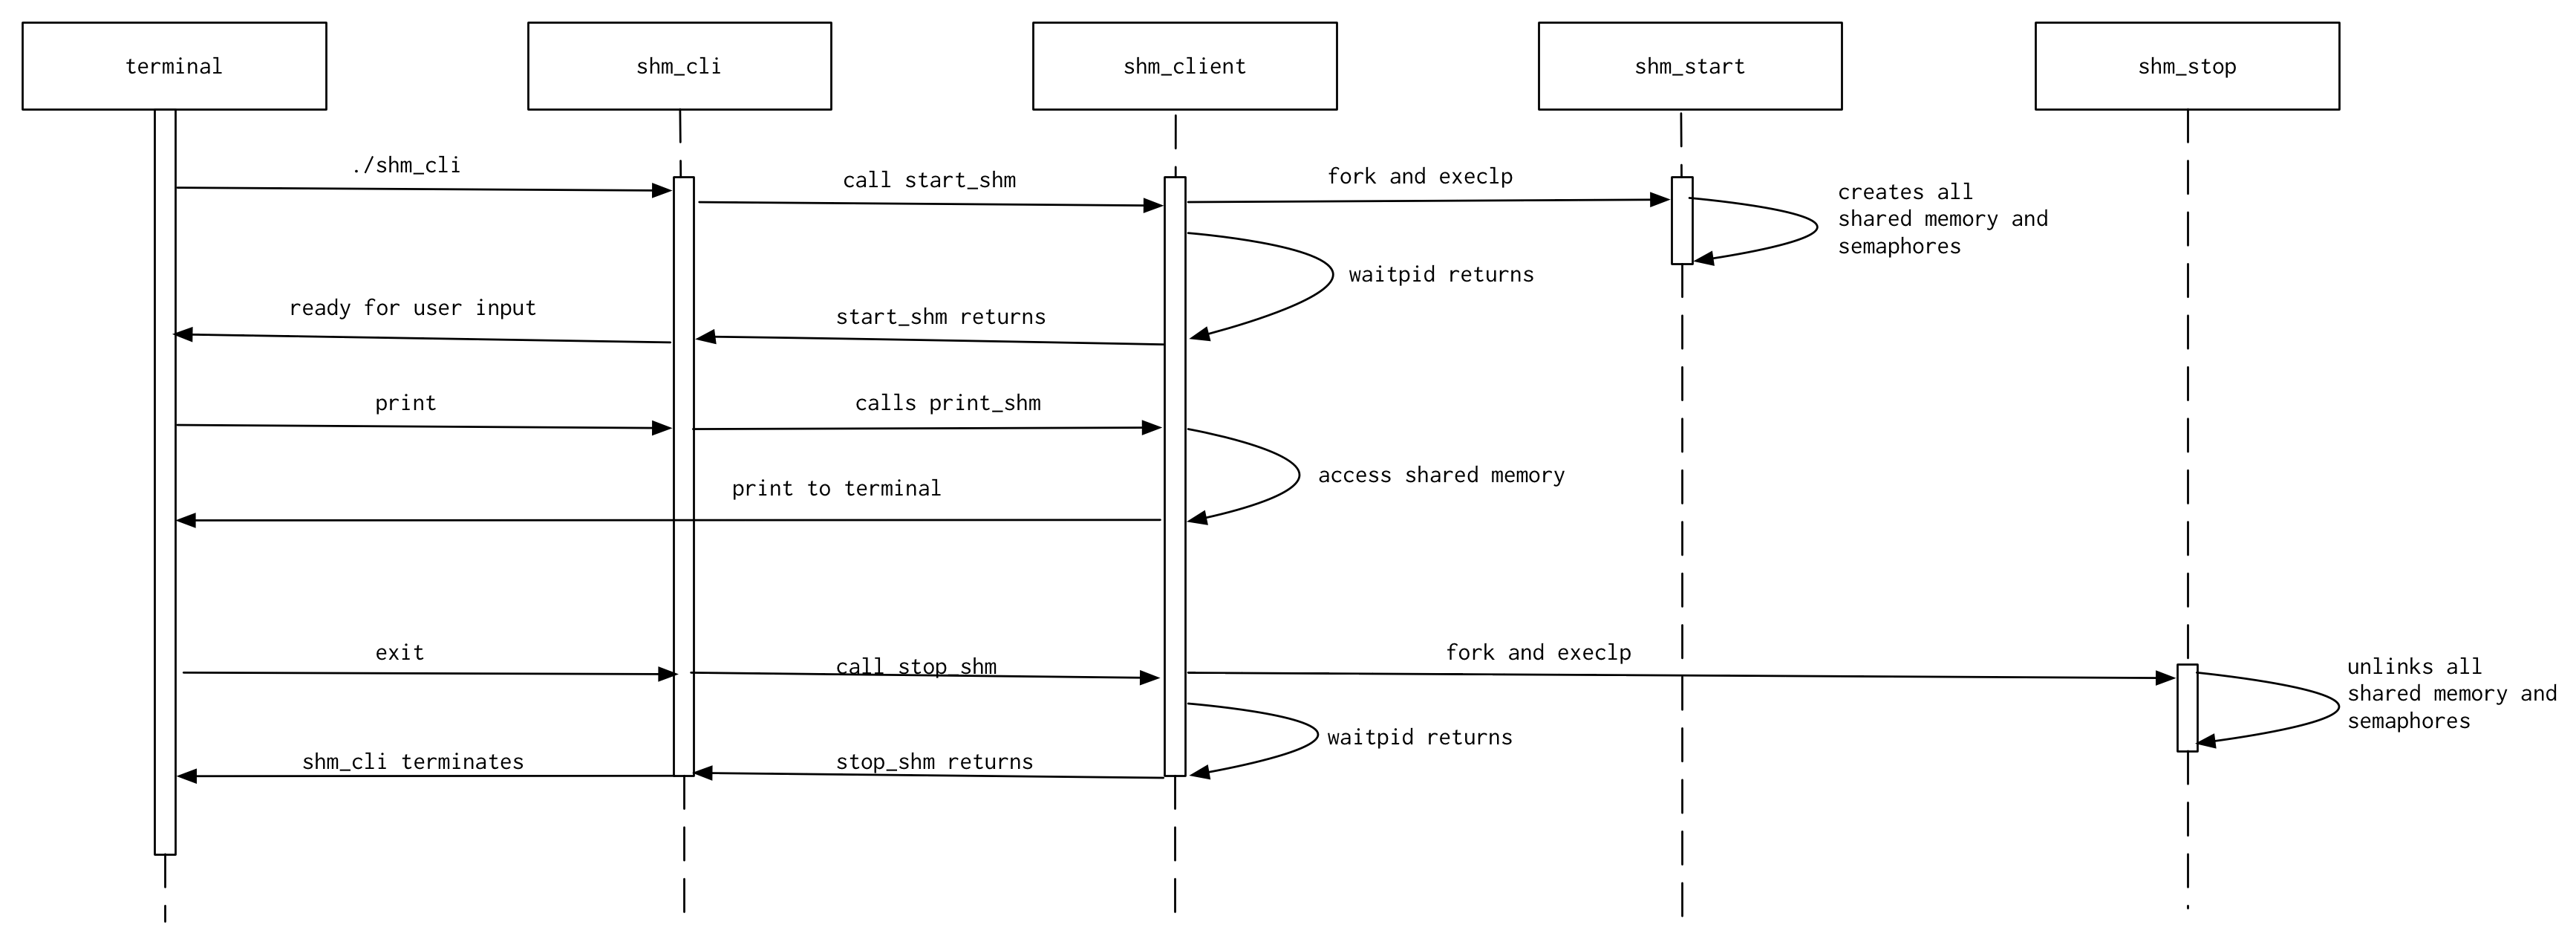 terminal
shm_cli
shm_client
shm_start
shm_stop
./shm_cli
call start_shm
fork and execlp
creates all
shared memory and
semaphores
waitpid returns
ready for user input
start_shm returns
print
calls print_shm
access shared memory
print to terminal
exit
call stop_shm
fork and execlp
unlinks all
shared memory and
semaphores
waitpid returns
shm_cli terminates
stop_shm returns